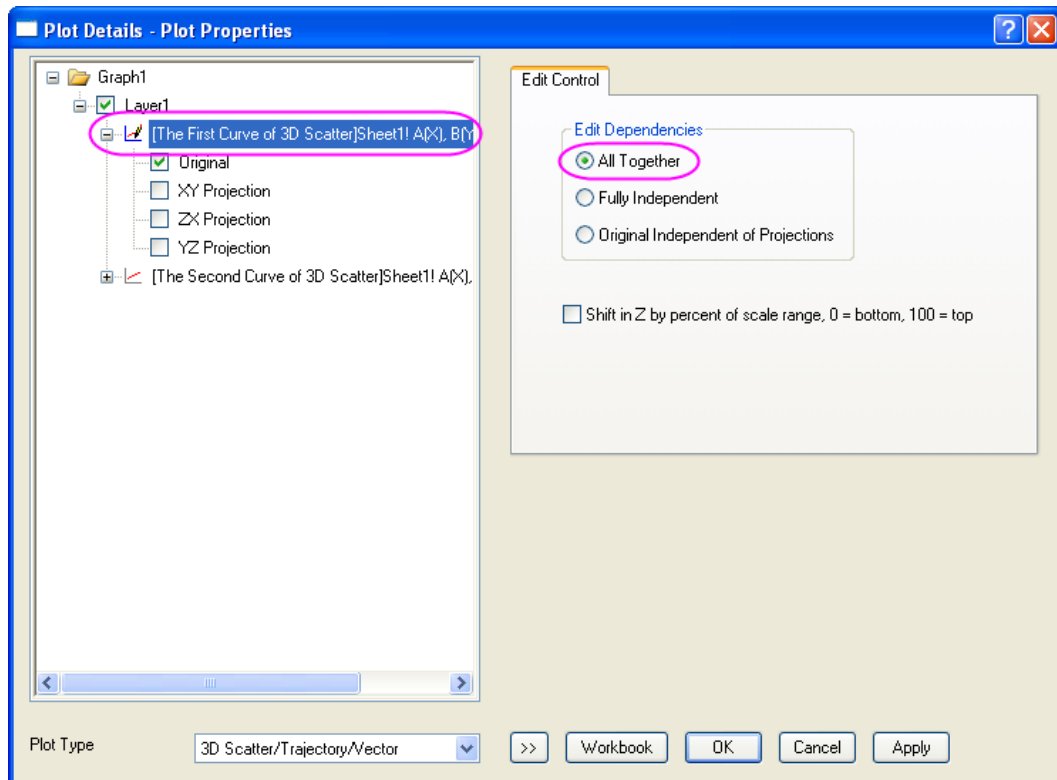 Plot Details - Plot Properties
Graph1
Layer1
[The First Curve of 3D Scatter]Sheet1! A(X), B(Y
Original
XY Projection
ZX Projection
YZ Projection
[The Second Curve of 3D Scatter]Sheet1! A(X),
Edit Control
Edit Dependencies
All Together
Fully Independent
Original Independent of Projections
Shift in Z by percent of scale range, 0 = bottom, 100 = top
Plot Type
3D Scatter/Trajectory/Vector
>>
Workbook
OK
Cancel
Apply